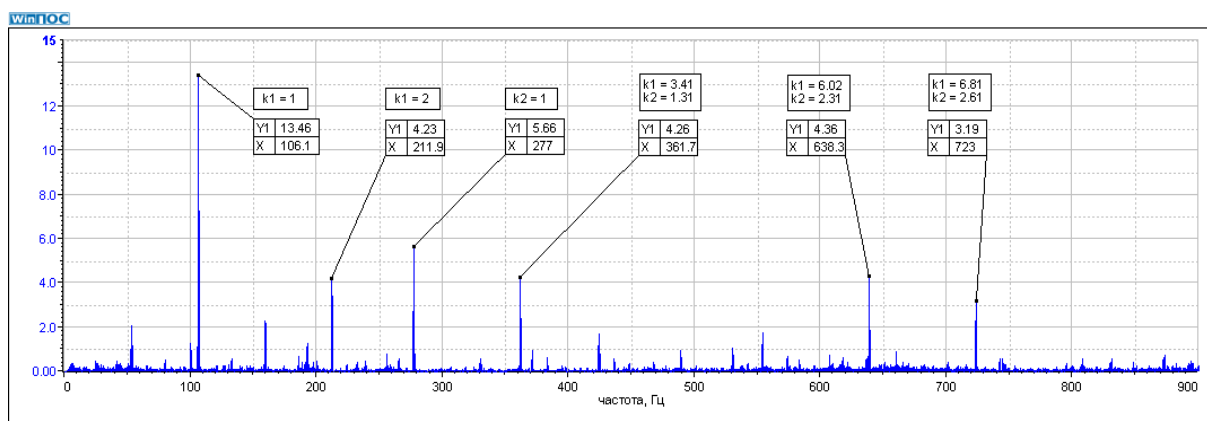 WinПОС
15
12
10
8.0
6.0
4.0
2.0
0.00
k1 = 1
Y1 13.46
X 106.1
k1 = 2
Y1 4.23
X 211.9
k2 = 1
Y1 5.66
X 277
k1 = 3.41
k2 = 1.31
Y1 4.26
X 361.7
k1 = 6.02
k2 = 2.31
Y1 4.36
X 638.3
k1 = 6.81
k2 = 2.61
Y1 3.19
X 723
0 100 200 300 400 500 600 700 800 900
частота, Гц